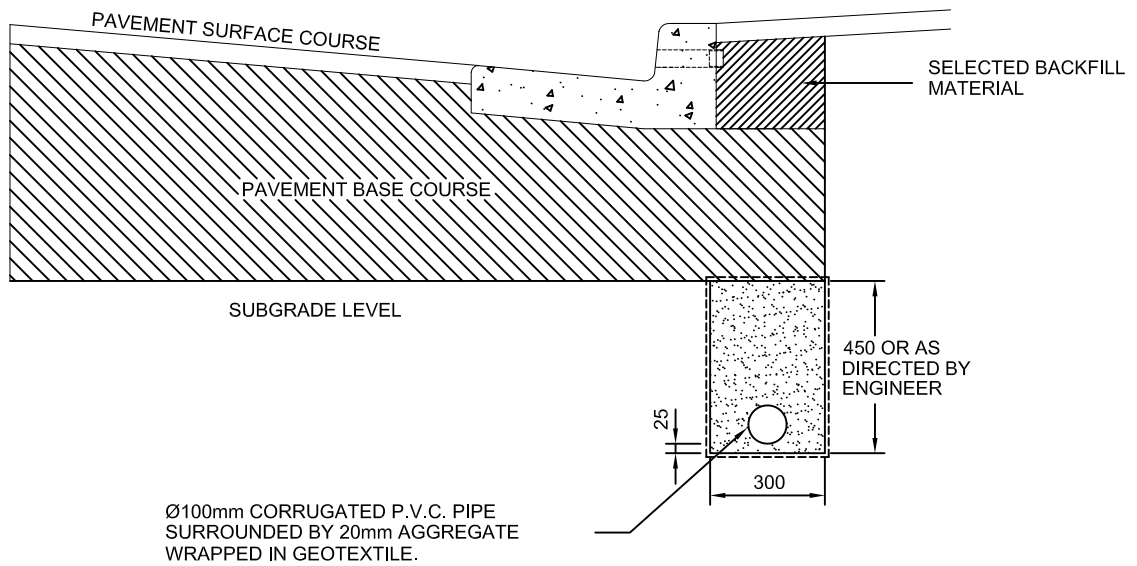 PAVEMENT SURFACE COURSE
SELECTED BACKFILL
MATERIAL
PAVEMENT BASE COURSE
SUBGRADE LEVEL
450 OR AS
DIRECTED BY
ENGINEER
25
300
Ø100mm CORRUGATED P.V.C. PIPE
SURROUNDED BY 20mm AGGREGATE
WRAPPED IN GEOTEXTILE.